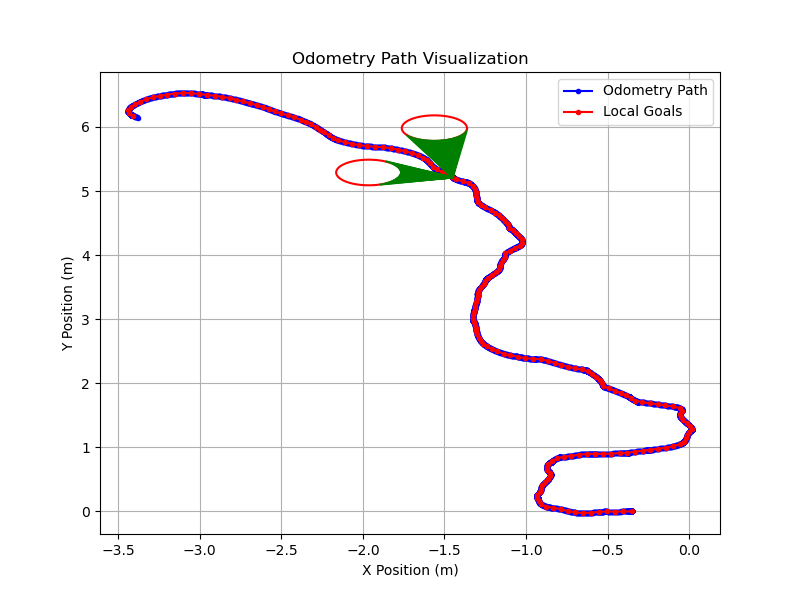 Odometry Path Visualization
Odometry Path
Local Goals
Y Position (m)
6
5
4
3
2
1
0
−3.5 −3.0 −2.5 −2.0 −1.5 −1.0 −0.5 0.0
X Position (m)